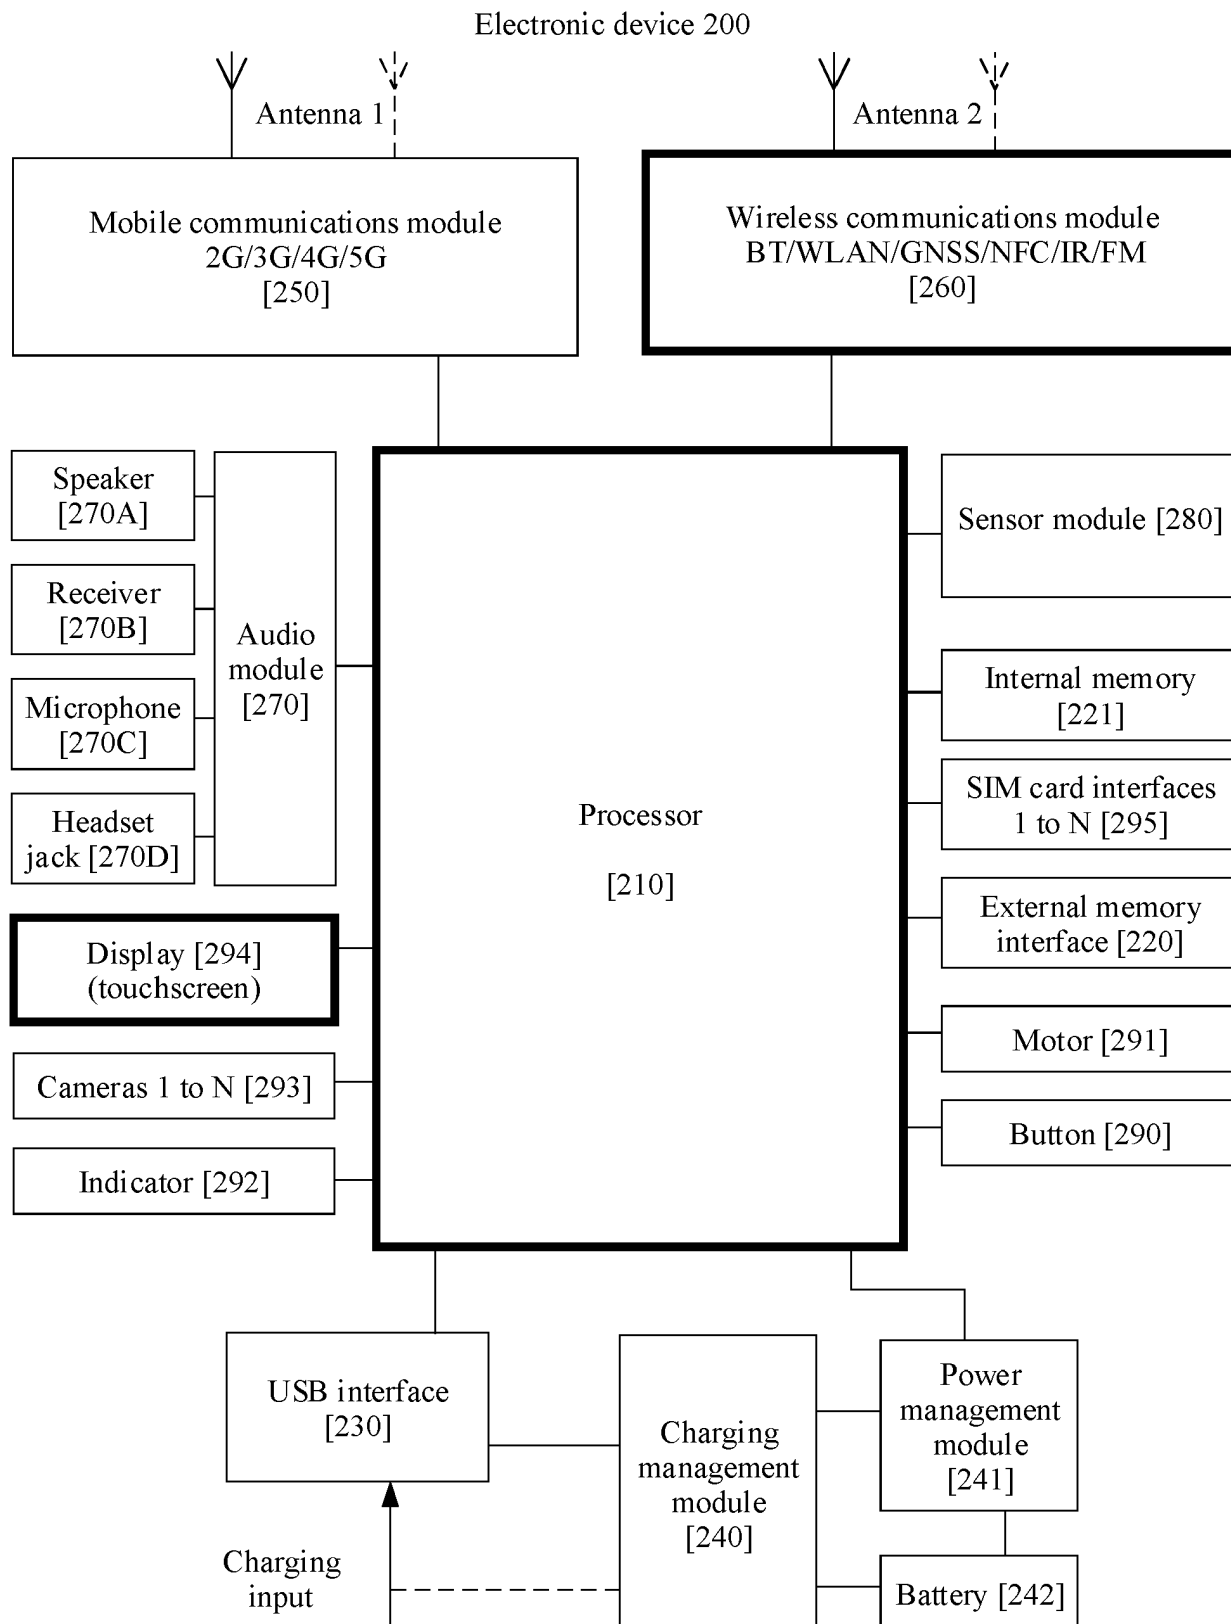 Electronic device 200
Antenna 1
Antenna 2
Mobile communications module
2G/3G/4G/5G
[250]
Wireless communications module
BT/WLAN/GNSS/NFC/IR/FM
[260]
Speaker
[270A]
Receiver
[270B]
Microphone
[270C]
Headset
jack [270D]
Audio
module
[270]
Display [294]
(touchscreen)
Cameras 1 to N [293]
Indicator [292]
Processor
[210]
Sensor module [280]
Internal memory
[221]
SIM card interfaces
1 to N [295]
External memory
interface [220]
Motor [291]
Button [290]
USB interface
[230]
Charging
management
module
[240]
Power
management
module
[241]
Charging
input
Battery [242]